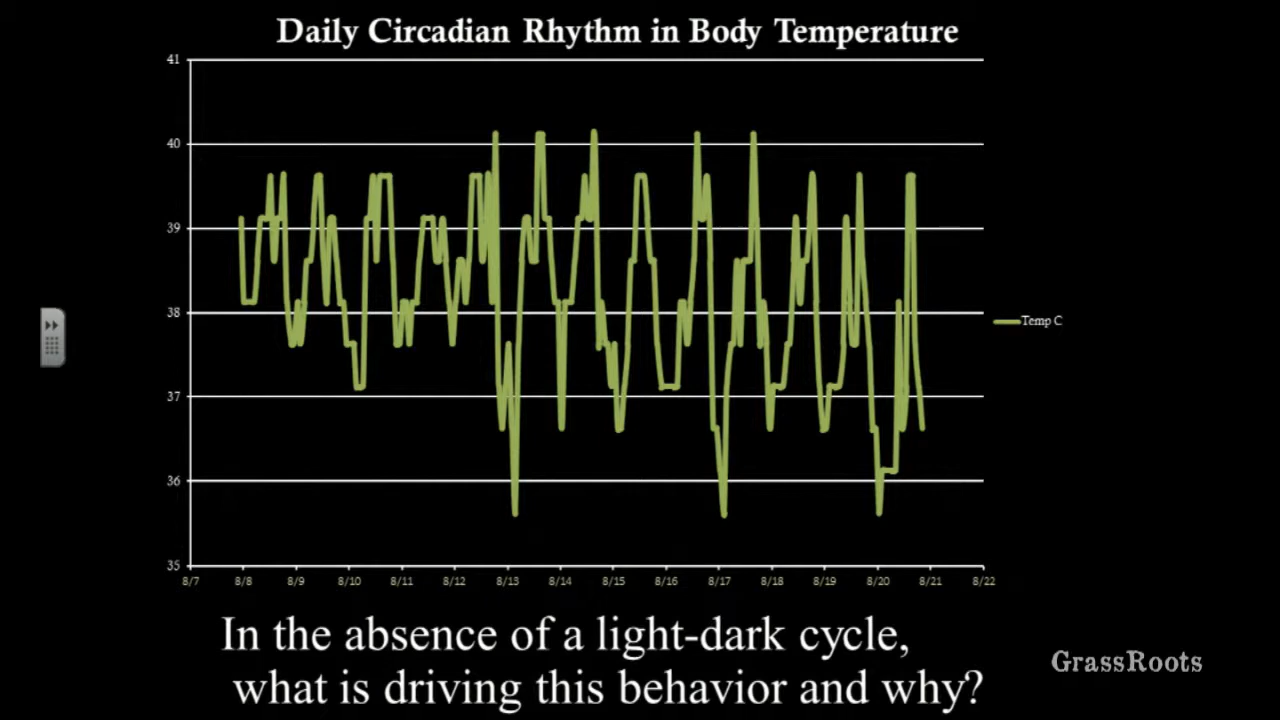 Daily Circadian Rhythm in Body Temperature
41
40
39
38
37
36
35
8/7 8/8 8/9 8/10 8/11 8/12 8/13 8/14 8/15 8/16 8/17 8/18 8/19 8/20 8/21 8/22
Temp C
In the absence of a light-dark cycle,
what is driving this behavior and why?
GrassRoots